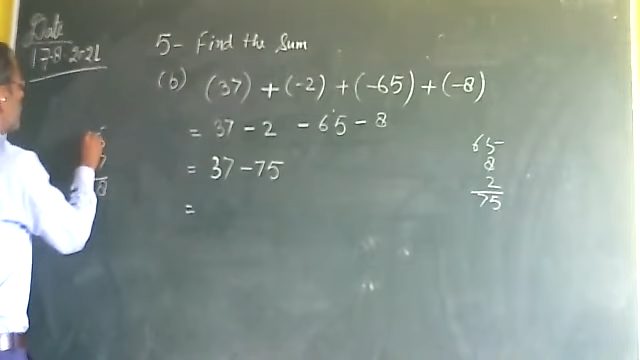 Date
17-8-2021
5- Find the Sum
(b) (37) + (-2) + (-65) + (-8)
= 37 - 2 - 65 - 8
= 37 - 75
=
65
8
2
75
8